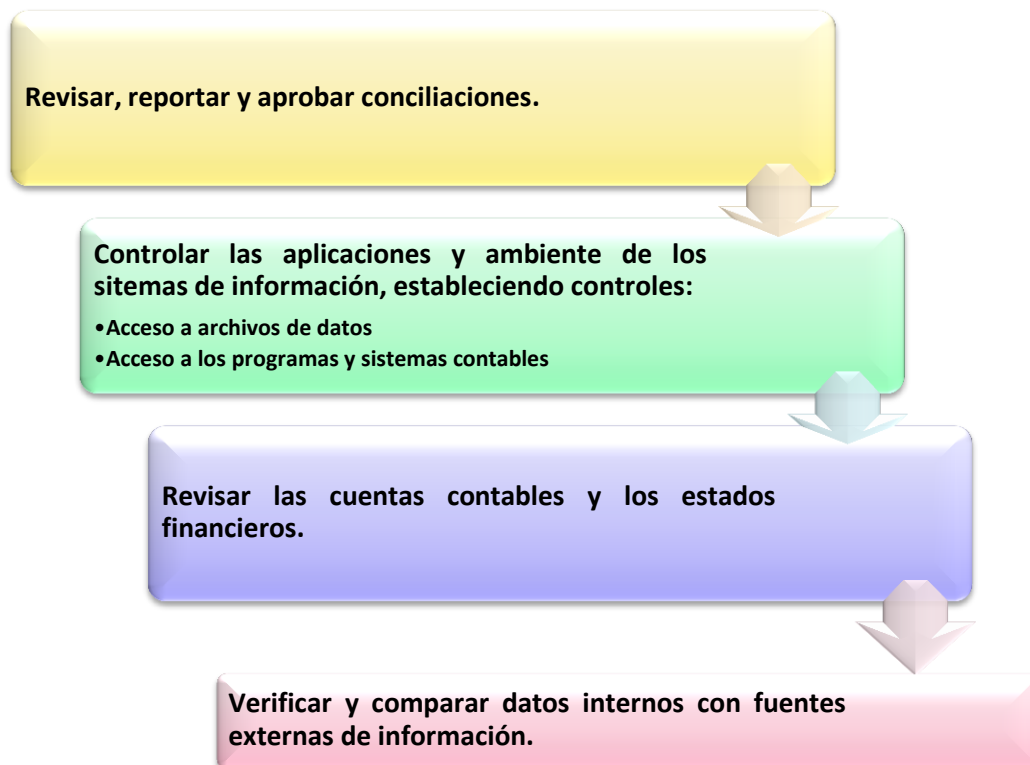 Revisar, reportar y aprobar conciliaciones.
Controlar las aplicaciones y ambiente de los
sitemas de información, estableciendo controles:
•Acceso a archivos de datos
•Acceso a los programas y sistemas contables
Revisar las cuentas contables y los estados
financieros.
Verificar y comparar datos internos con fuentes
externas de información.